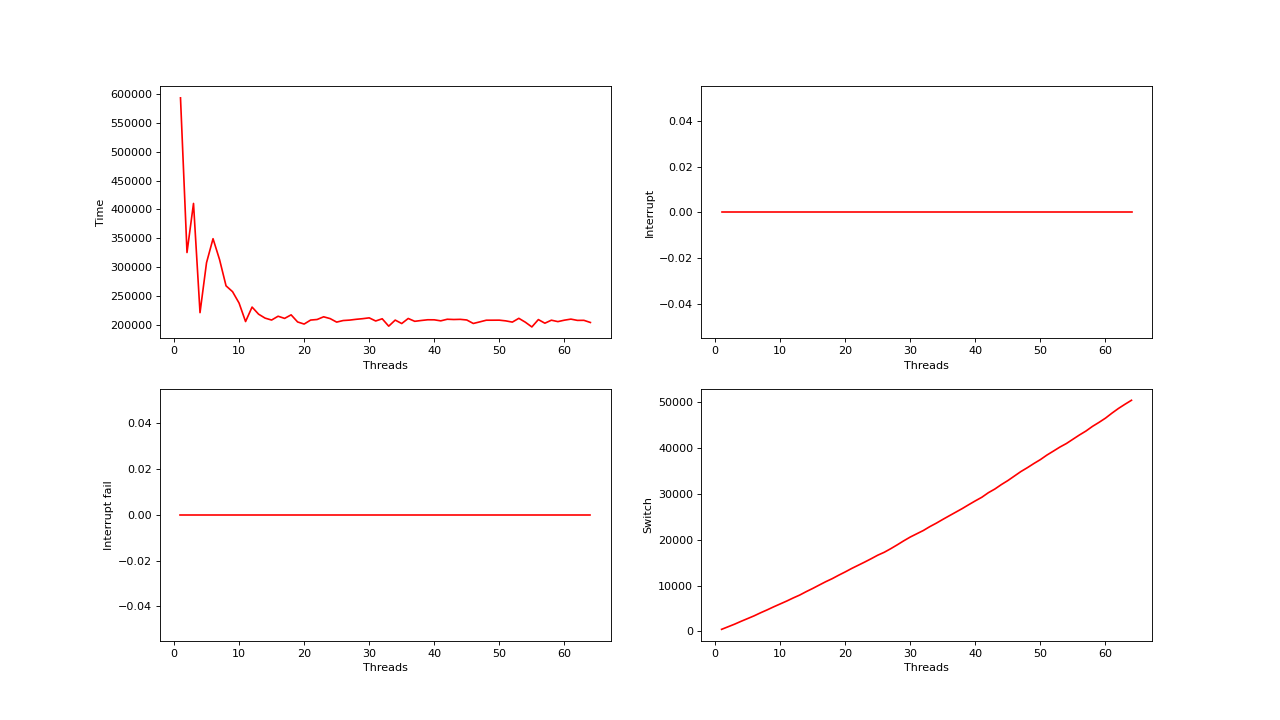 600000
550000
500000
450000
400000
350000
300000
250000
200000
Time
0 10 20 30 40 50 60
Threads
0.04
0.02
0.00
−0.02
−0.04
Interrupt
0 10 20 30 40 50 60
Threads
0.04
0.02
0.00
−0.02
−0.04
Interrupt fail
0 10 20 30 40 50 60
Threads
50000
40000
30000
20000
10000
0
Switch
0 10 20 30 40 50 60
Threads